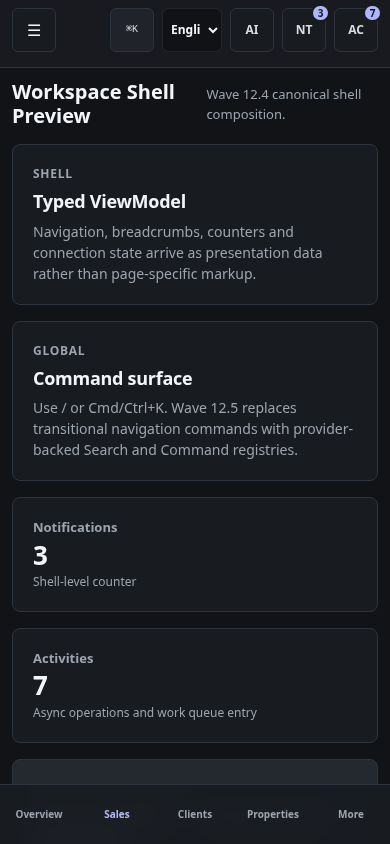 ☰ ⌘K Engli AI NT 3 AC 7
Workspace Shell
Preview
Wave 12.4 canonical shell
composition.
SHELL
Typed ViewModel
Navigation, breadcrumbs, counters and
connection state arrive as presentation data
rather than page-specific markup.
GLOBAL
Command surface
Use / or Cmd/Ctrl+K. Wave 12.5 replaces
transitional navigation commands with provider-
backed Search and Command registries.
Notifications
3
Shell-level counter
Activities
7
Async operations and work queue entry
Overview Sales Clients Properties More